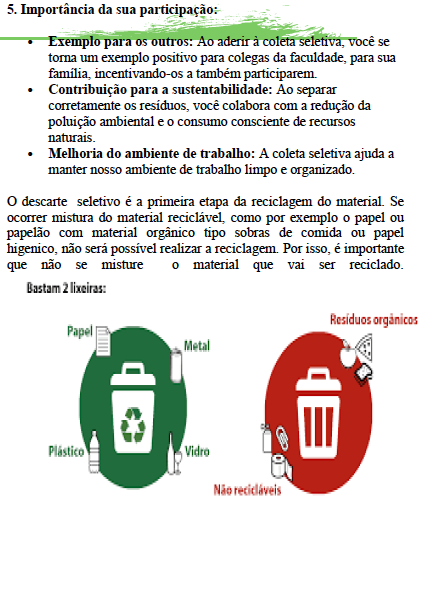 5. Importância da sua participação:
• Exemplo para os outros: Ao aderir à coleta seletiva, você se
torna um exemplo positivo para colegas da faculdade, para sua
família, incentivando-os a também participarem.
• Contribuição para a sustentabilidade: Ao separar
corretamente os resíduos, você colabora com a redução da
poluição ambiental e o consumo consciente de recursos
naturais.
• Melhoria do ambiente de trabalho: A coleta seletiva ajuda a
manter nosso ambiente de trabalho limpo e organizado.
O descarte seletivo é a primeira etapa da reciclagem do material. Se
ocorrer mistura do material reciclável, como por exemplo o papel ou
papelão com material orgânico tipo sobras de comida ou papel
higenico, não será possível realizar a reciclagem. Por isso, é importante
que não se misture o material que vai ser reciclado.
Bastam 2 lixeiras:
Papel
Metal
Plástico
Vidro
Resíduos orgânicos
Não recicláveis